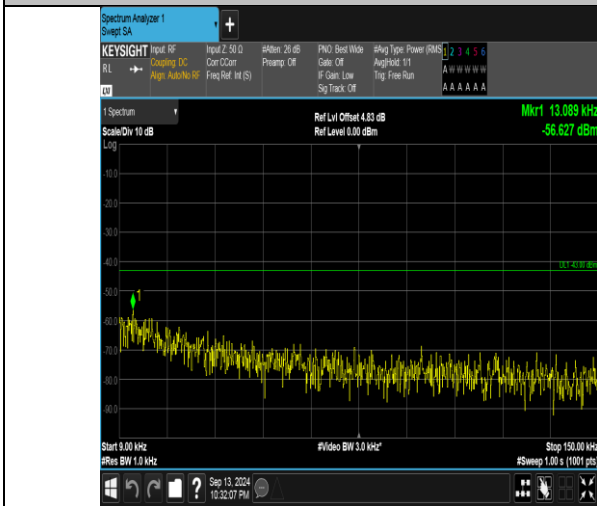 Spectrum Analyzer 1
Swept SA
+
KEYSIGHT Input: RF Input Z: 50 Ω #Atten: 26 dB PNO: Best Wide #Avg Type: Power (RMS 1 2 3 4 5 6
RL Coupling: DC Corr CCorr Preamp: Off Gate: Off Avg|Hold: 1/1 A W W W W W
Align: Auto/No RF Freq Ref: Int (S) IF Gain: Low Trig: Free Run
Sig Track: Off A A A A A A
1 Spectrum
Ref Lvl Offset 4.83 dB Mkr1 13.089 kHz
Scale/Div 10 dB Ref Level 0.00 dBm -56.627 dBm
Log
-10.0
-20.0
-30.0
-40.0
DL1 -43.00 dBm
-50.0
1
-60.0
-70.0
-80.0
-90.0
Start 9.00 kHz #Video BW 3.0 kHz* Stop 150.00 kHz
#Res BW 1.0 kHz #Sweep 1.00 s (1001 pts)
? Sep 13, 2024
10:32:07 PM